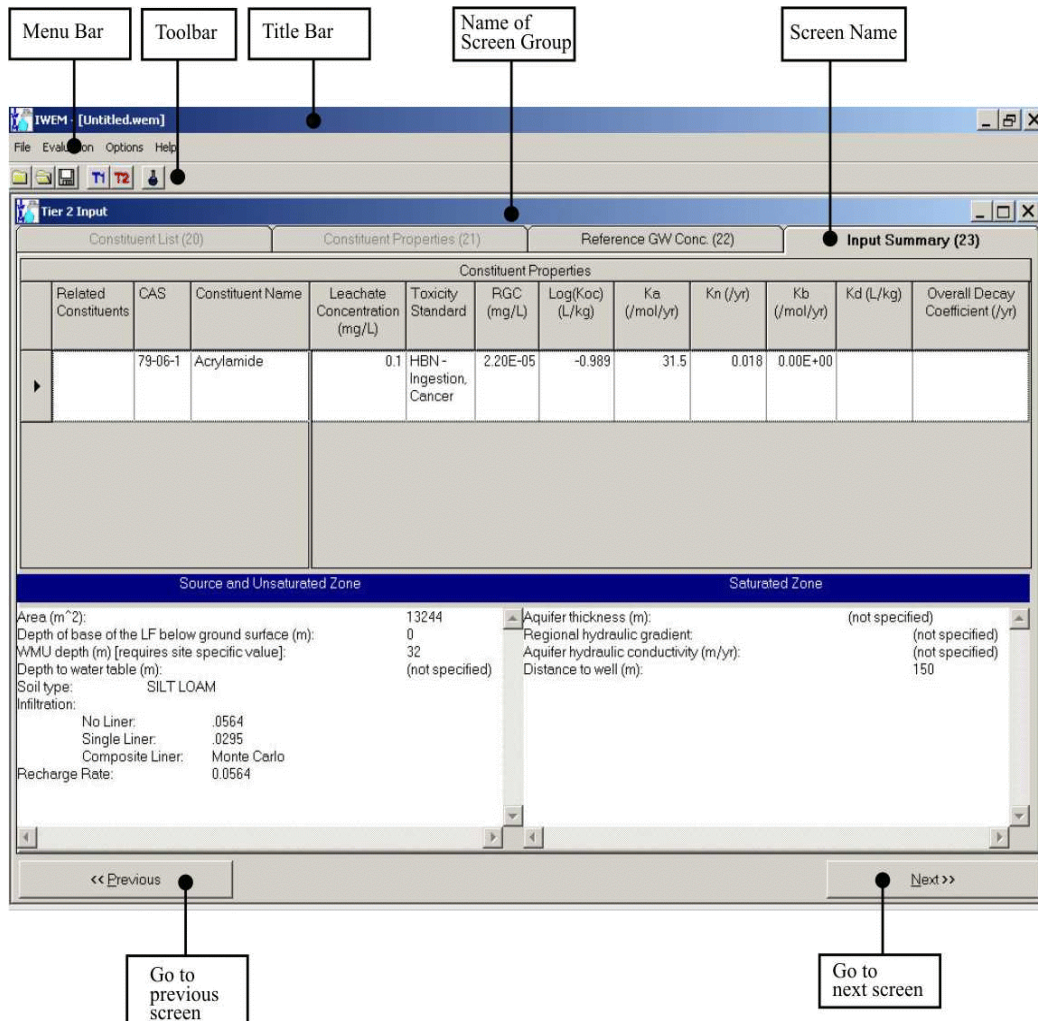 Menu Bar
Toolbar
Title Bar
Name of
Screen Group
Screen Name
IWEM - [Untitled.wem]
File Evaluation Options Help
T1 T2
Tier 2 Input
Constituent List (20) Constituent Properties (21) Reference GW Conc. (22) Input Summary (23)
Constituent Properties
Related Constituents CAS Constituent Name Leachate Concentration (mg/L) Toxicity Standard RGC (mg/L) Log(Koc) (L/kg) Ka (/mol/yr) Kn (/yr) Kb (/mol/yr) Kd (L/kg) Overall Decay Coefficient (/yr)
79-06-1 Acrylamide 0.1 HBN - Ingestion, Cancer 2.20E-05 -0.989 31.5 0.018 0.00E+00
Source and Unsaturated Zone
Area (m^2): 13244
Depth of base of the LF below ground surface (m): 0
WMU depth (m) [requires site specific value]: 32
Depth to water table (m): (not specified)
Soil type: SILT LOAM
Infiltration:
No Liner: .0564
Single Liner: .0295
Composite Liner: Monte Carlo
Recharge Rate: 0.0564
Saturated Zone
Aquifer thickness (m): (not specified)
Regional hydraulic gradient: (not specified)
Aquifer hydraulic conductivity (m/yr): (not specified)
Distance to well (m): 150
<< Previous
Next >>
Go to
previous
screen
Go to
next screen